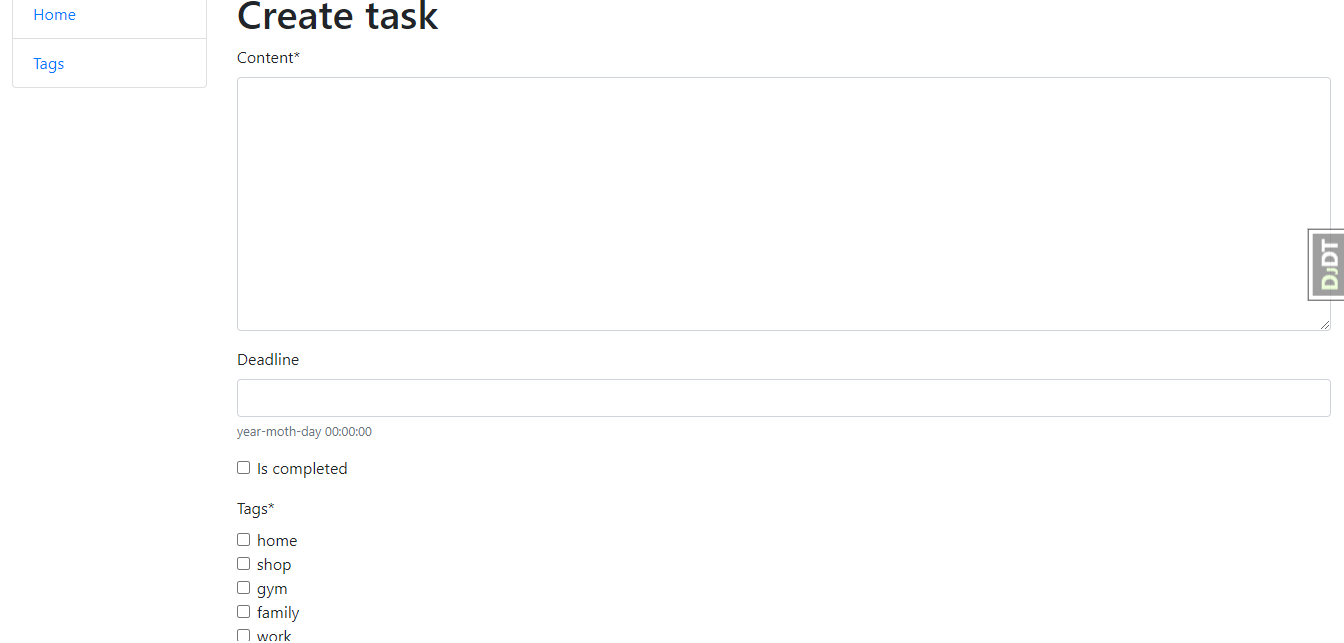 Home
Tags
Create task
Content*
DjDT
Deadline
year-moth-day 00:00:00
Is completed
Tags*
home
shop
gym
family
work